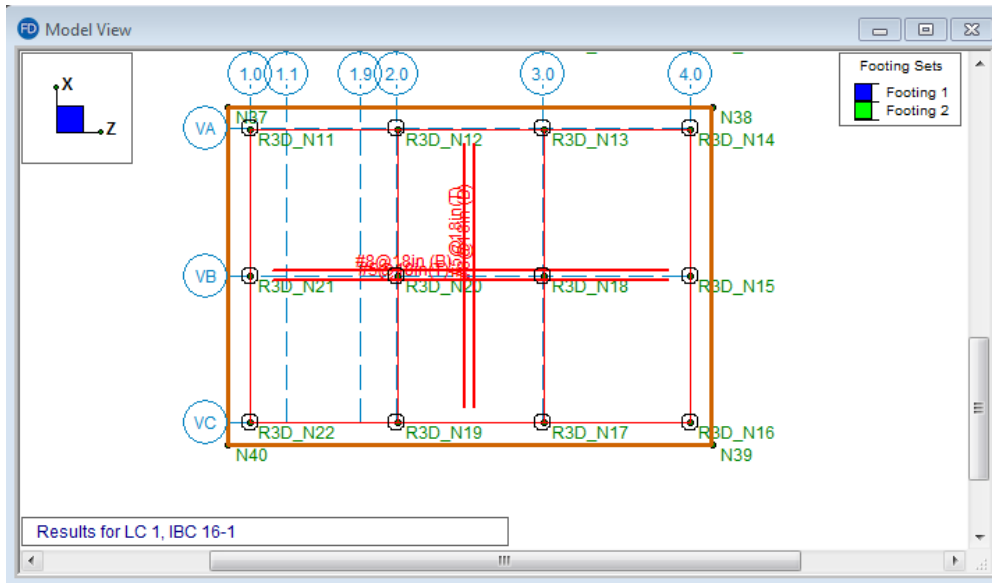 FD Model View
X
Z
1.0 1.1 1.9 2.0 3.0 4.0
Footing Sets
Footing 1
Footing 2
N37
N38
VA
R3D_N11
R3D_N12
R3D_N13
R3D_N14
#8@18in (B)
VB
R3D_N21
R3D_N20
R3D_N18
R3D_N15
VC
R3D_N22
R3D_N19
R3D_N17
R3D_N16
N40
N39
Results for LC 1, IBC 16-1